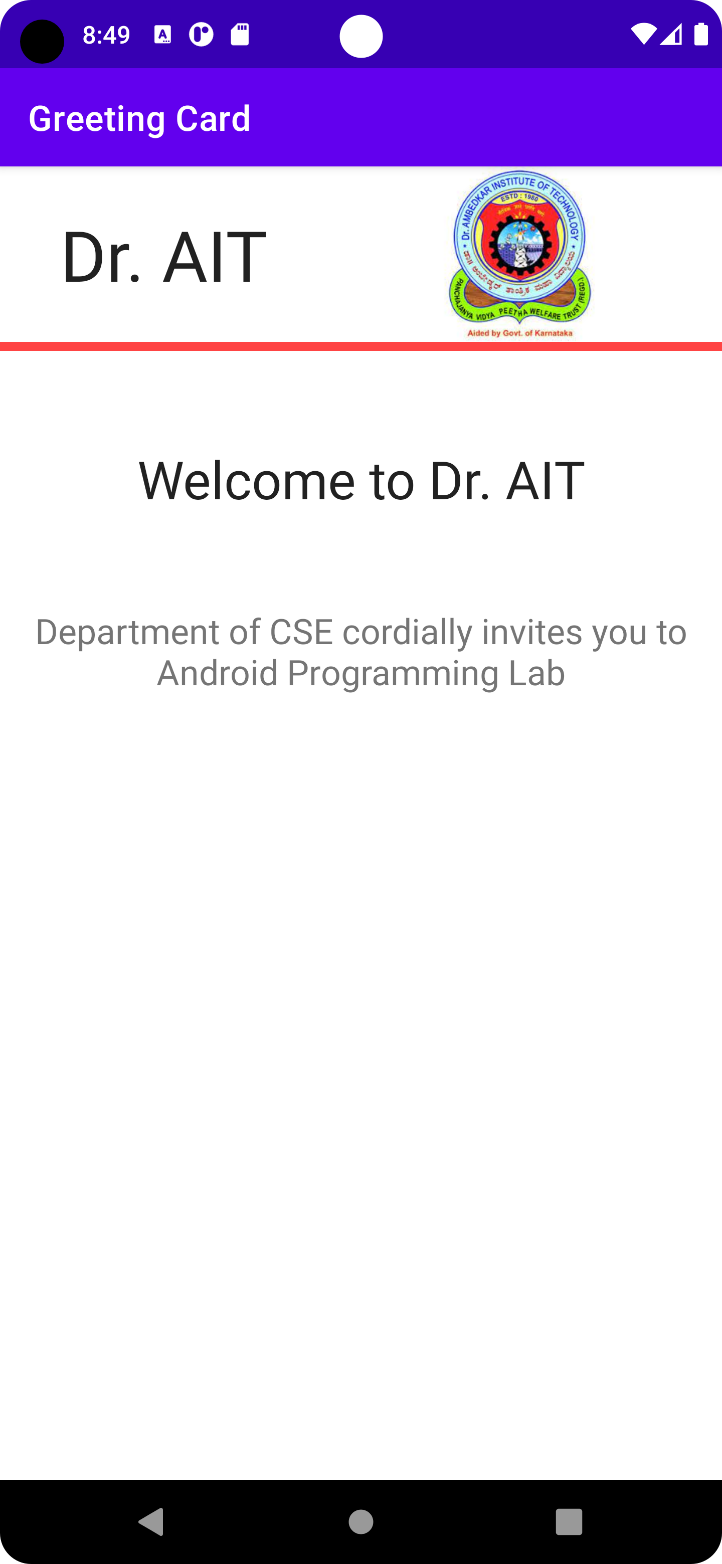 8:49
Greeting Card
Dr. AIT
Dr. AMBEDKAR INSTITUTE OF TECHNOLOGY
ESTD : 1980
PANCHAJANYA VIDYA PEETHA WELFARE TRUST (REGD.)
Aided by Govt. of Karnataka
Welcome to Dr. AIT
Department of CSE cordially invites you to
Android Programming Lab